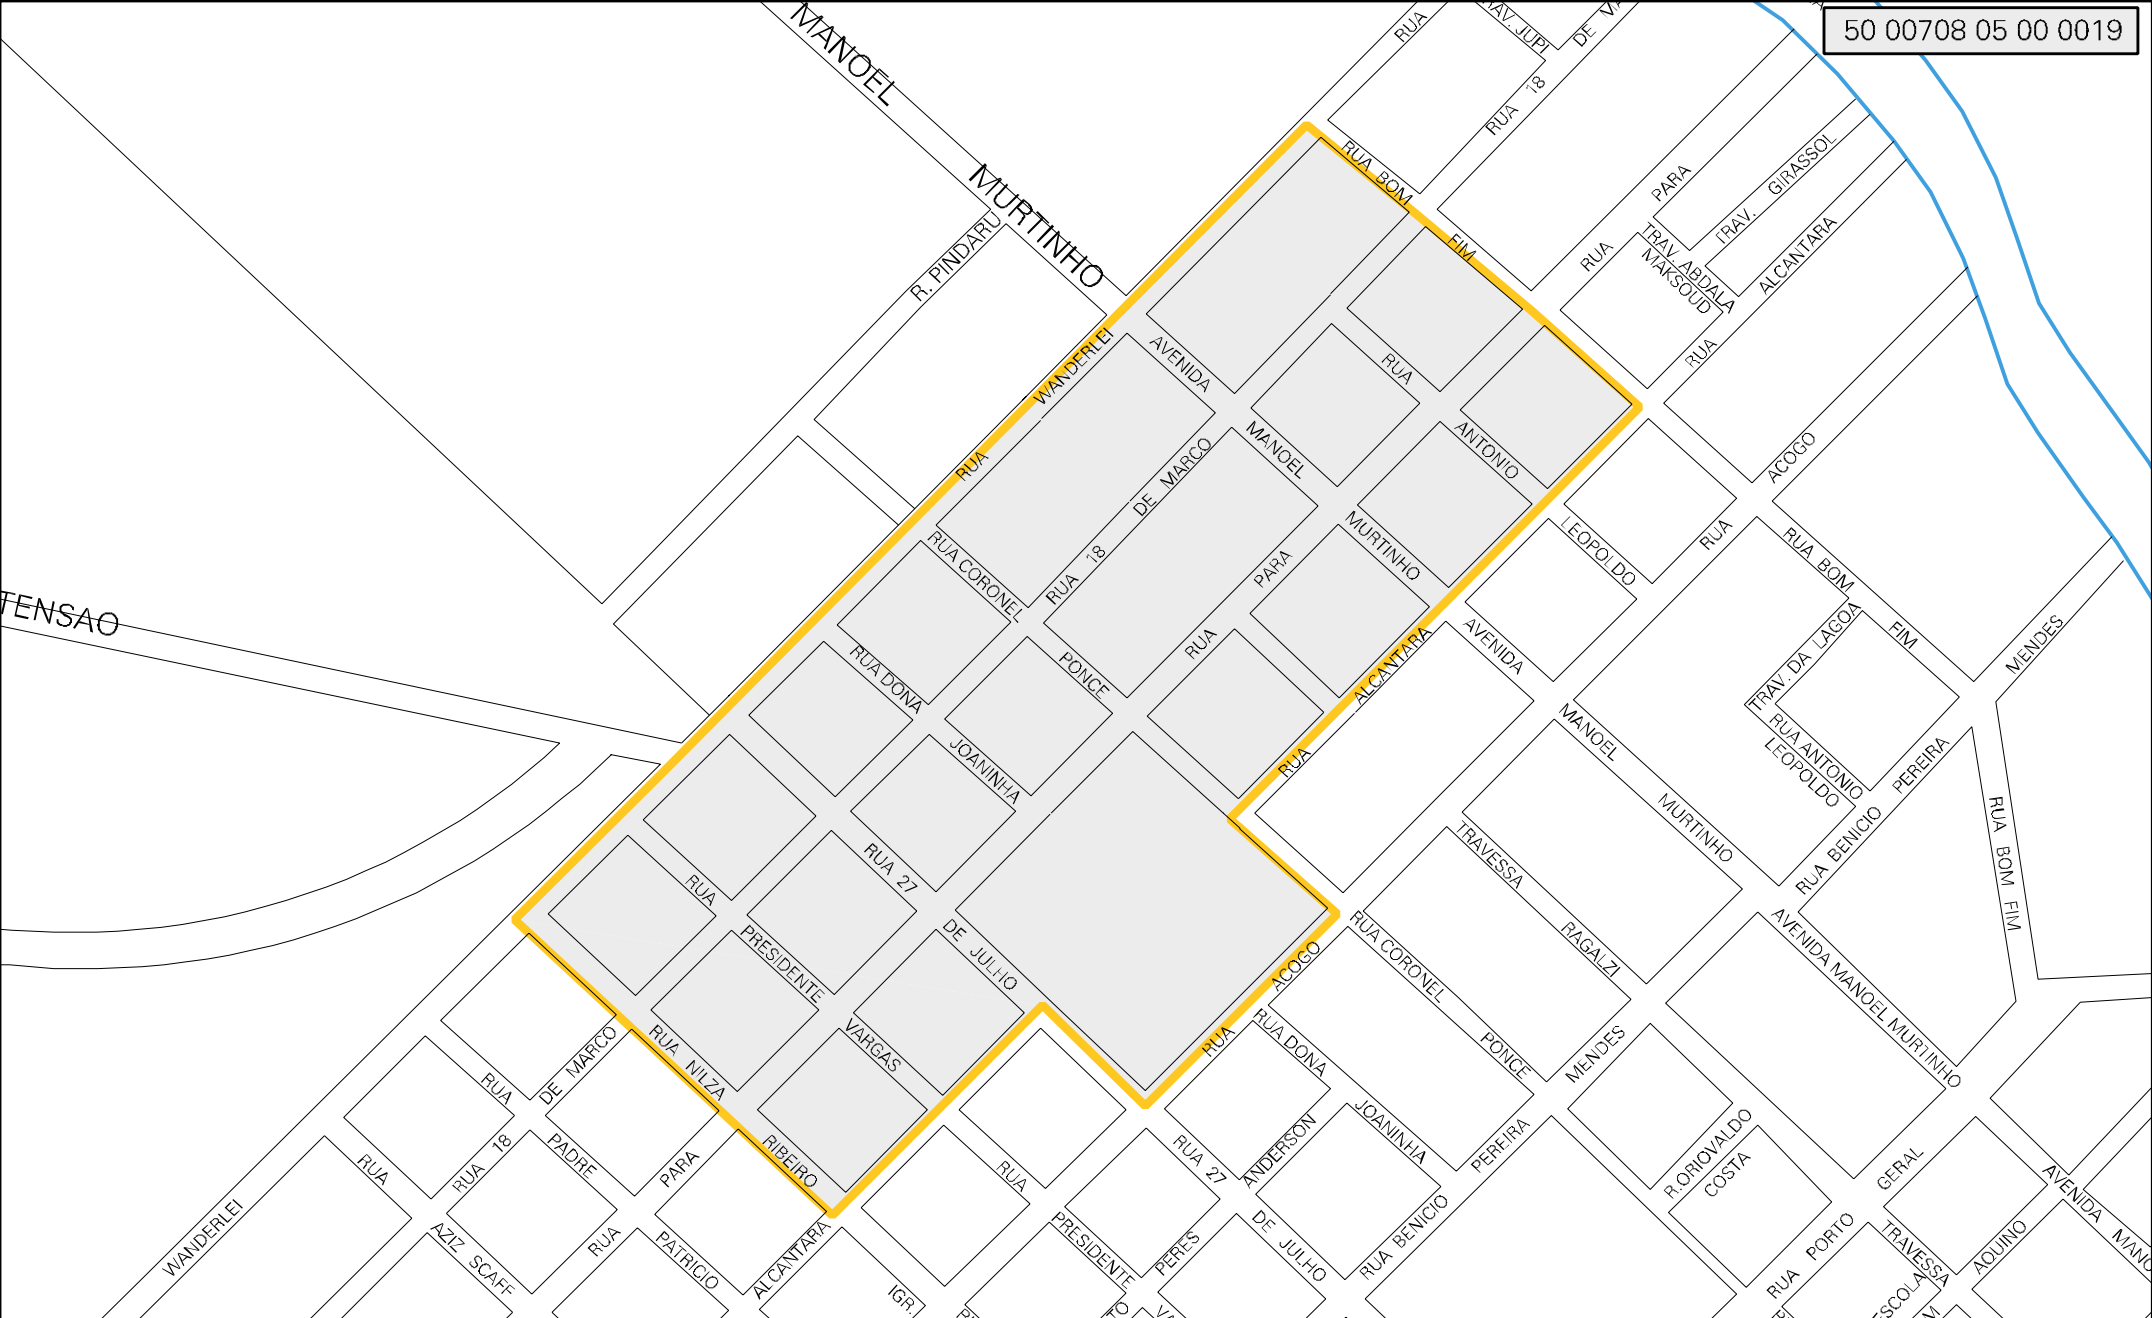 50 00708 05 00 0019
MANOEL
MURTINHO
RUA
TRAV. JUPI
DE
RUA 18
RUA BOM
FIM
PARA
RUA
TRAV. GIRASSOL
TRAV. ABDALA
MAKSOUD
ALCANTARA
RUA
R. PINDARU
WANDERLEI
RUA
AVENIDA
MANOEL
MURTINHO
RUA
ANTONIO
LEOPOLDO
DE MARCO
RUA 18
PARA
RUA
RUA CORONEL
PONCE
RUA DONA
JOANINHA
ACOGO
RUA
RUA BOM
FIM
TRAV. DA LAGOA
RUA ANTONIO
LEOPOLDO
MENDES
PEREIRA
RUA BENICIO
RUA BOM FIM
TENSAO
ALCANTARA
RUA
AVENIDA
MANOEL
MURTINHO
TRAVESSA
RAGALZI
AVENIDA MANOEL MURTINHO
RUA
PRESIDENTE
VARGAS
RUA 27
DE JULHO
RUA CORONEL
PONCE
ACOGO
RUA
RUA DONA
JOANINHA
MENDES
PEREIRA
RUA BENICIO
RUA NILZA
RIBEIRO
DE MARCO
RUA 18
RUA
PADRE
PATRICIO
PARA
RUA
WANDERLEI
RUA
AZIZ SCAFF
ALCANTARA
IGR.
RUA
PRESIDENTE
RUA 27
DE JULHO
ANDERSON
PERES
R.ORIOVALDO
COSTA
GERAL
RUA PORTO
TRAVESSA
ESCOLA
AQUINO
AVENIDA